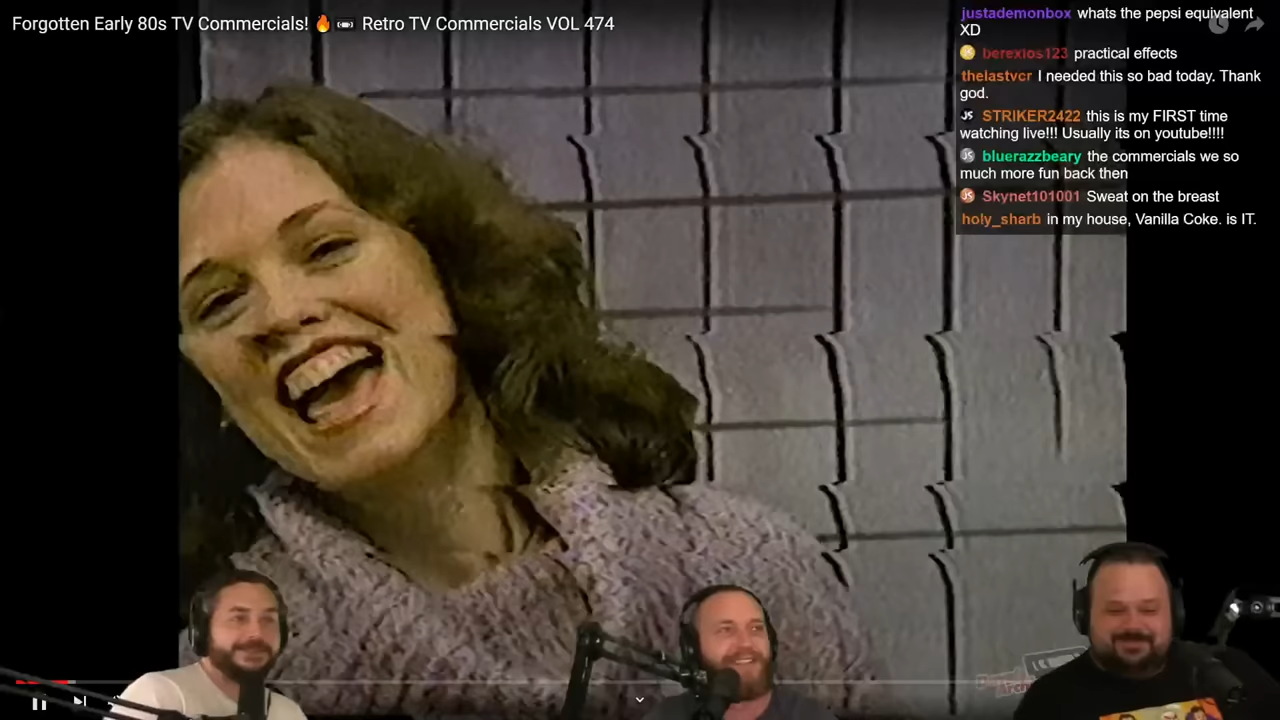 Forgotten Early 80s TV Commercials! 🔥📼 Retro TV Commercials VOL 474
justademonbox whats the pepsi equivalent
XD
berexios123 practical effects
thelastvcr I needed this so bad today. Thank
god.
STRIKER2422 this is my FIRST time
watching live!!! Usually its on youtube!!!!
bluerazzbeary the commercials we so
much more fun back then
Skynet101001 Sweat on the breast
holy_sharb in my house, Vanilla Coke. is IT.